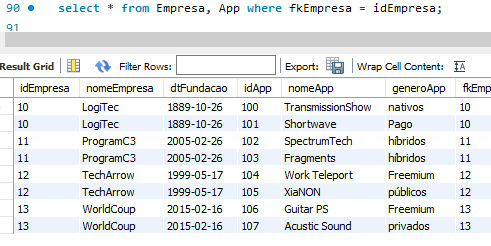 90 select * from Empresa, App where fkEmpresa = idEmpresa;
91
Result Grid Filter Rows: Export: Wrap Cell Content:
idEmpresa nomeEmpresa dtFundacao idApp nomeApp generoApp fkEmp
10 LogiTec 1889-10-26 100 TransmissionShow nativos 10
10 LogiTec 1889-10-26 101 Shortwave Pago 10
11 ProgramC3 2005-02-26 102 SpectrumTech híbridos 11
11 ProgramC3 2005-02-26 103 Fragments híbridos 11
12 TechArrow 1999-05-17 104 Work Teleport Freemium 12
12 TechArrow 1999-05-17 105 XiaNON públicos 12
13 WorldCoup 2015-02-16 106 Guitar PS Freemium 13
13 WorldCoup 2015-02-16 107 Acustic Sound privados 13